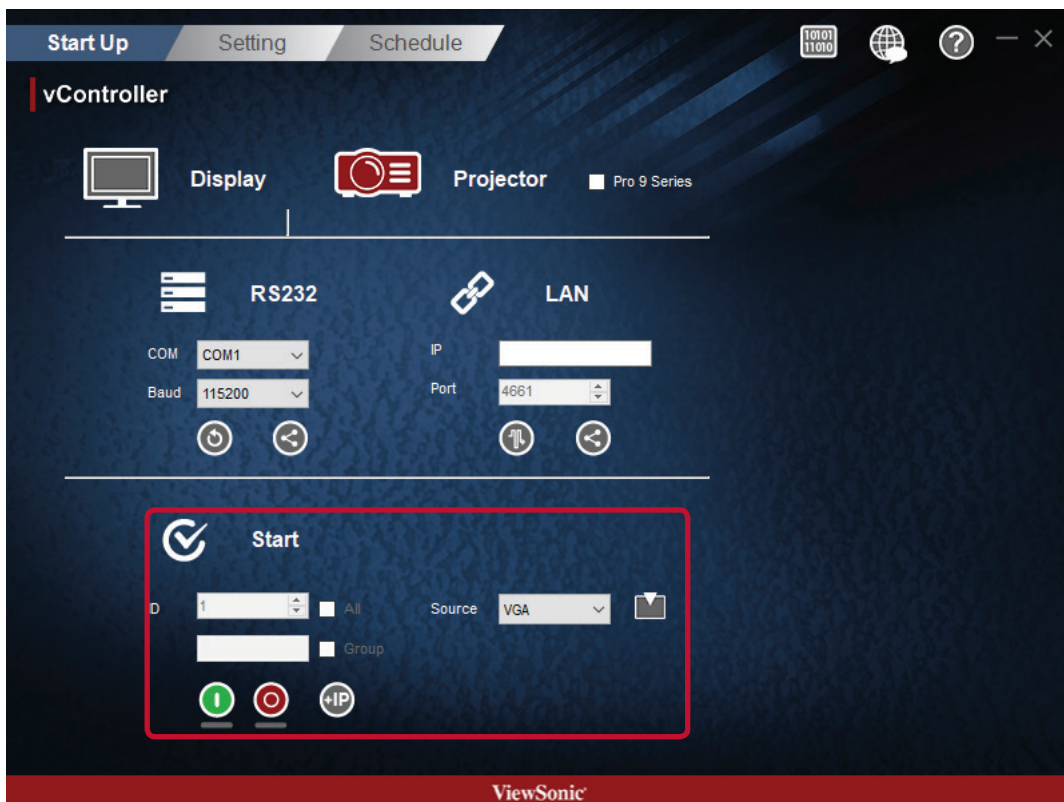 Start Up Setting Schedule
10101
11010
?
vController
Display Projector Pro 9 Series
RS232 LAN
COM COM1 IP
Baud 115200 Port 4661
Start
D 1 All Source VGA
Group
+IP
ViewSonic